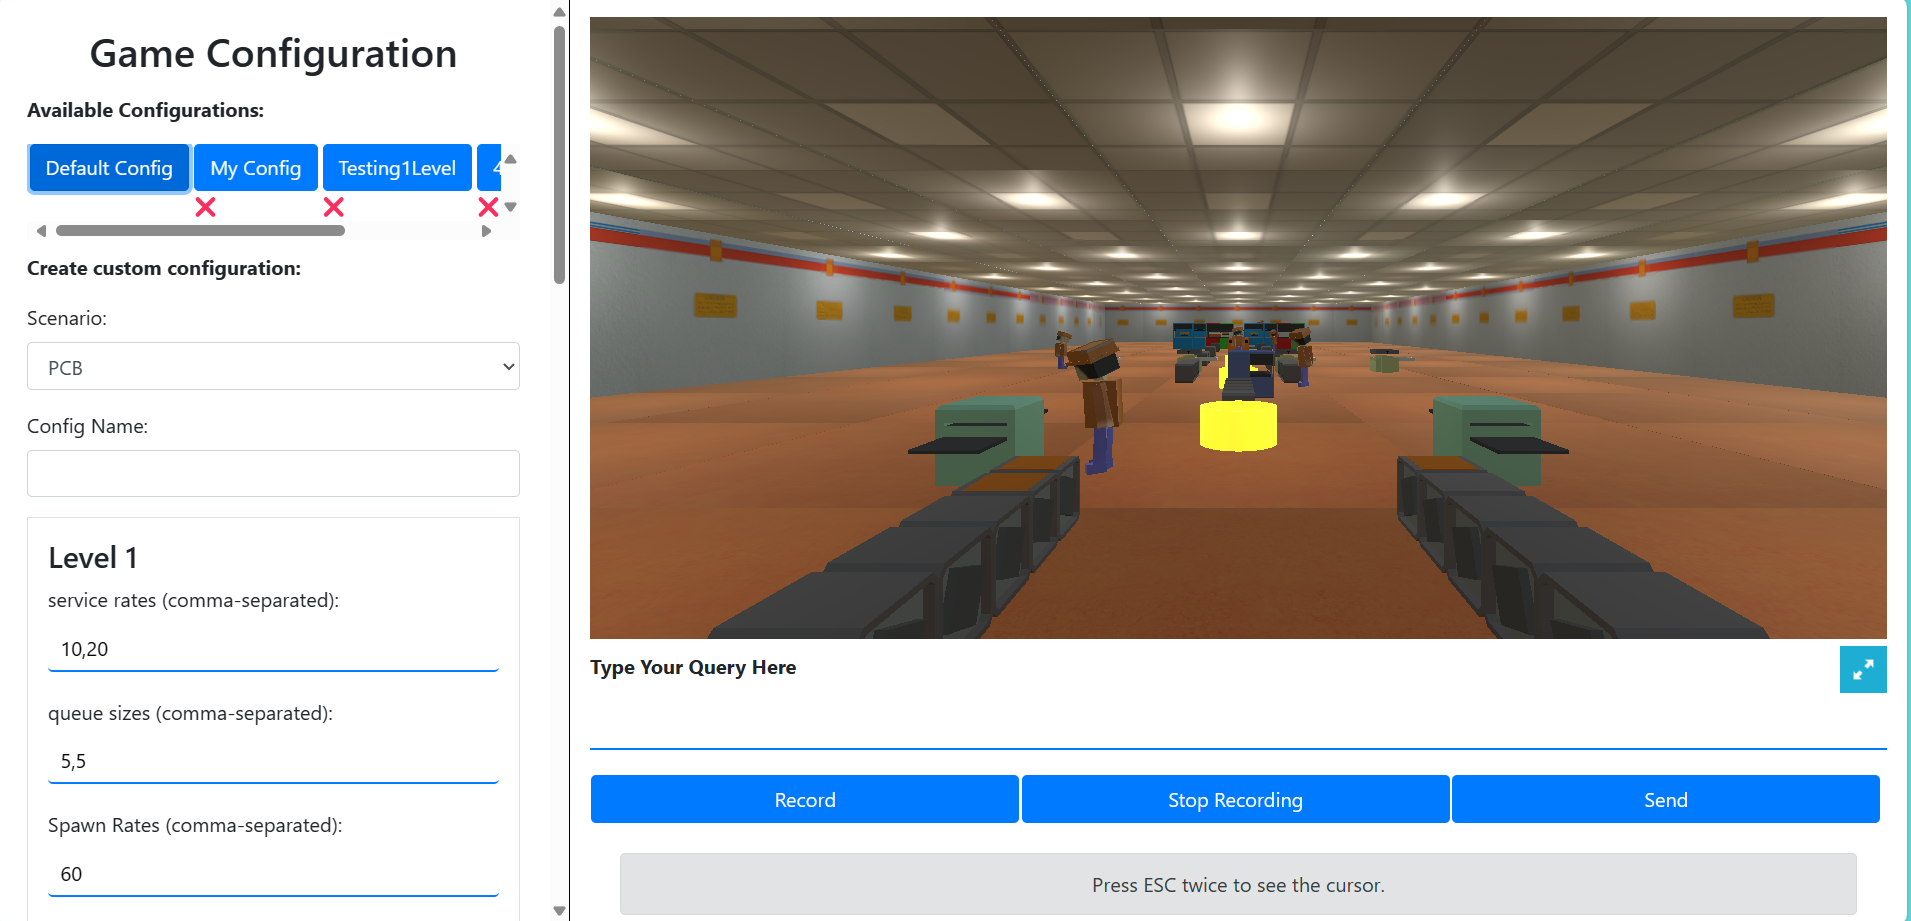 Game Configuration
Available Configurations:
Default Config
My Config
Testing1Level
4
Create custom configuration:
Scenario:
PCB
Config Name:
Level 1
service rates (comma-separated):
10,20
queue sizes (comma-separated):
5,5
Spawn Rates (comma-separated):
60
Type Your Query Here
Record
Stop Recording
Send
Press ESC twice to see the cursor.